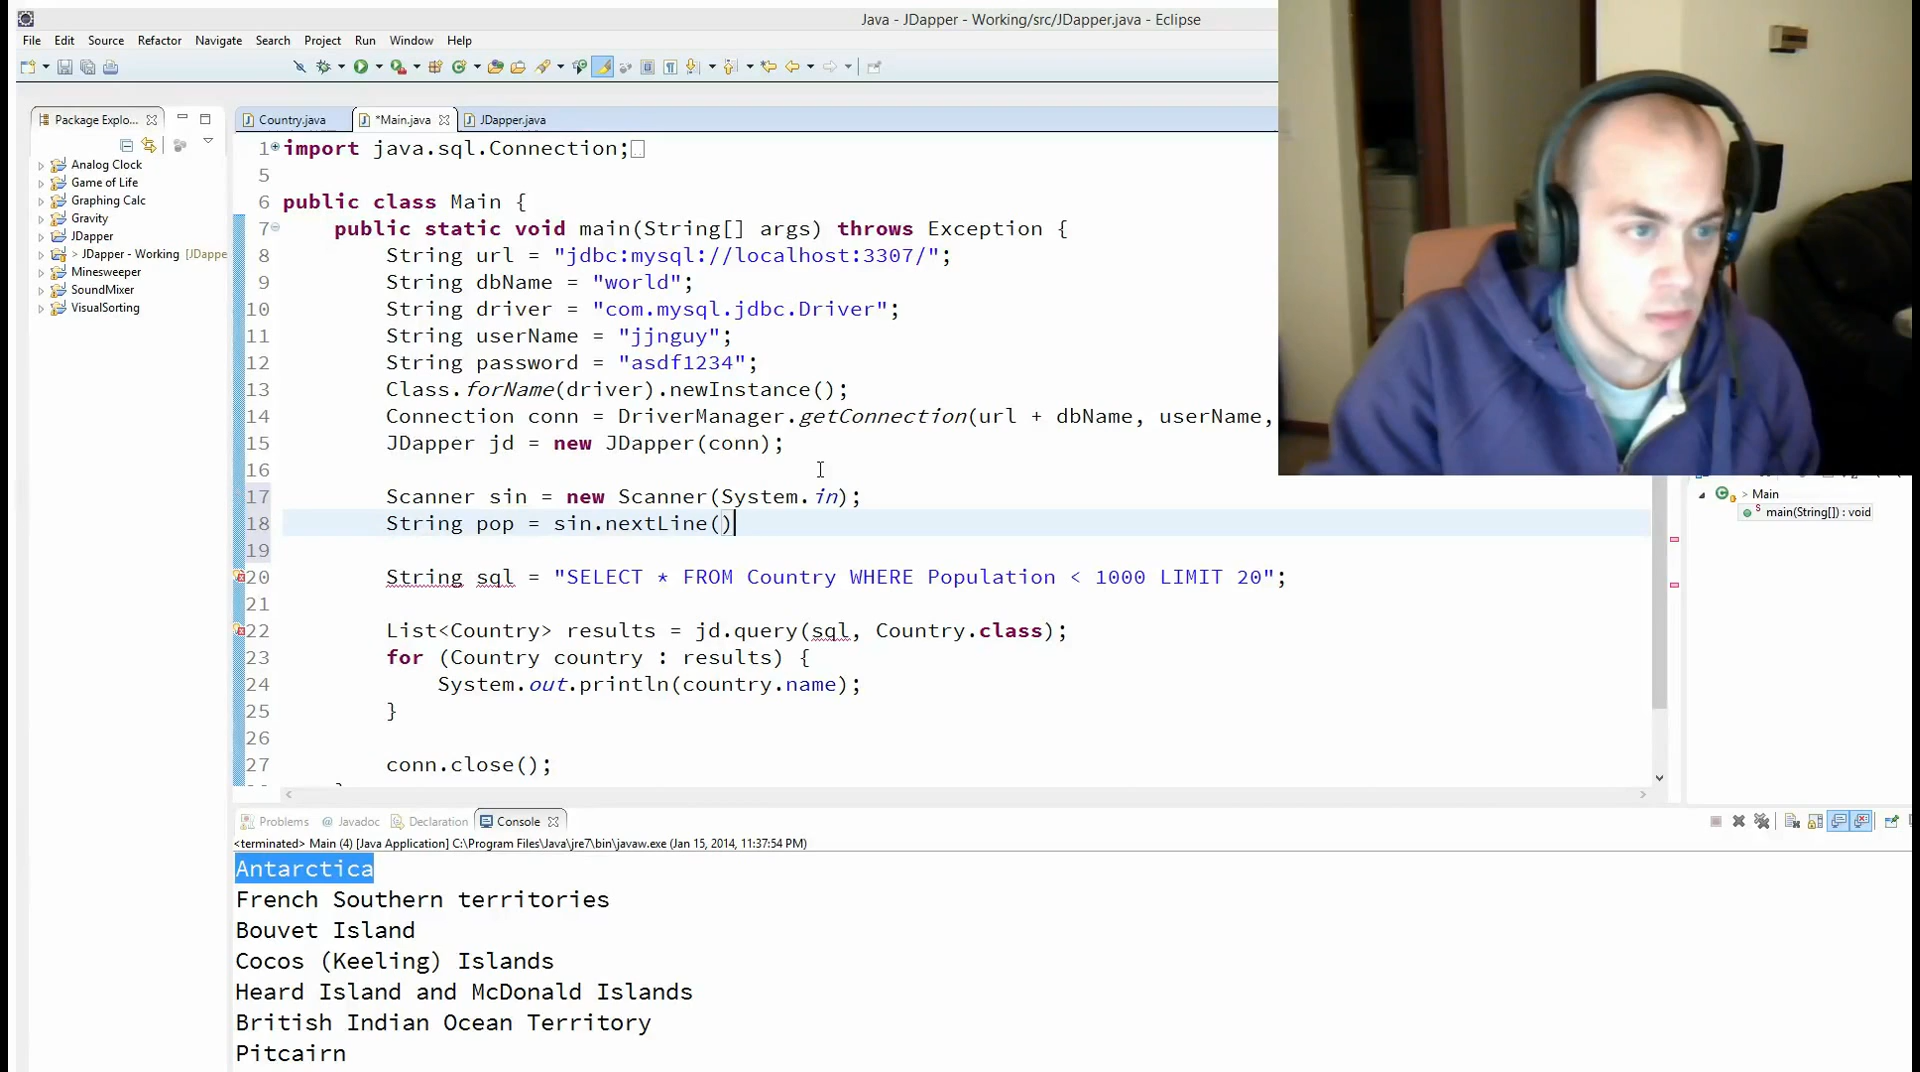 Java - JDapper - Working/src/JDapper.java - Eclipse
File Edit Source Refactor Navigate Search Project Run Window Help
Package Explo...
Country.java *Main.java JDapper.java
Analog Clock
Game of Life
Graphing Calc
Gravity
JDapper
> JDapper - Working [JDappe
Minesweeper
SoundMixer
VisualSorting
1 import java.sql.Connection;
5
6 public class Main {
7 public static void main(String[] args) throws Exception {
8 String url = "jdbc:mysql://localhost:3307/";
9 String dbName = "world";
10 String driver = "com.mysql.jdbc.Driver";
11 String userName = "jjnguy";
12 String password = "asdf1234";
13 Class.forName(driver).newInstance();
14 Connection conn = DriverManager.getConnection(url + dbName, userName,
15 JDapper jd = new JDapper(conn);
16
17 Scanner sin = new Scanner(System.in);
18 String pop = sin.nextLine()
19
20 String sql = "SELECT * FROM Country WHERE Population < 1000 LIMIT 20";
21
22 List<Country> results = jd.query(sql, Country.class);
23 for (Country country : results) {
24 System.out.println(country.name);
25 }
26
27 conn.close();
> Main
main(String[]) : void
Problems @ Javadoc Declaration Console
<terminated> Main (4) [Java Application] C:\Program Files\Java\jre7\bin\javaw.exe (Jan 15, 2014, 11:37:54 PM)
Antarctica
French Southern territories
Bouvet Island
Cocos (Keeling) Islands
Heard Island and McDonald Islands
British Indian Ocean Territory
Pitcairn